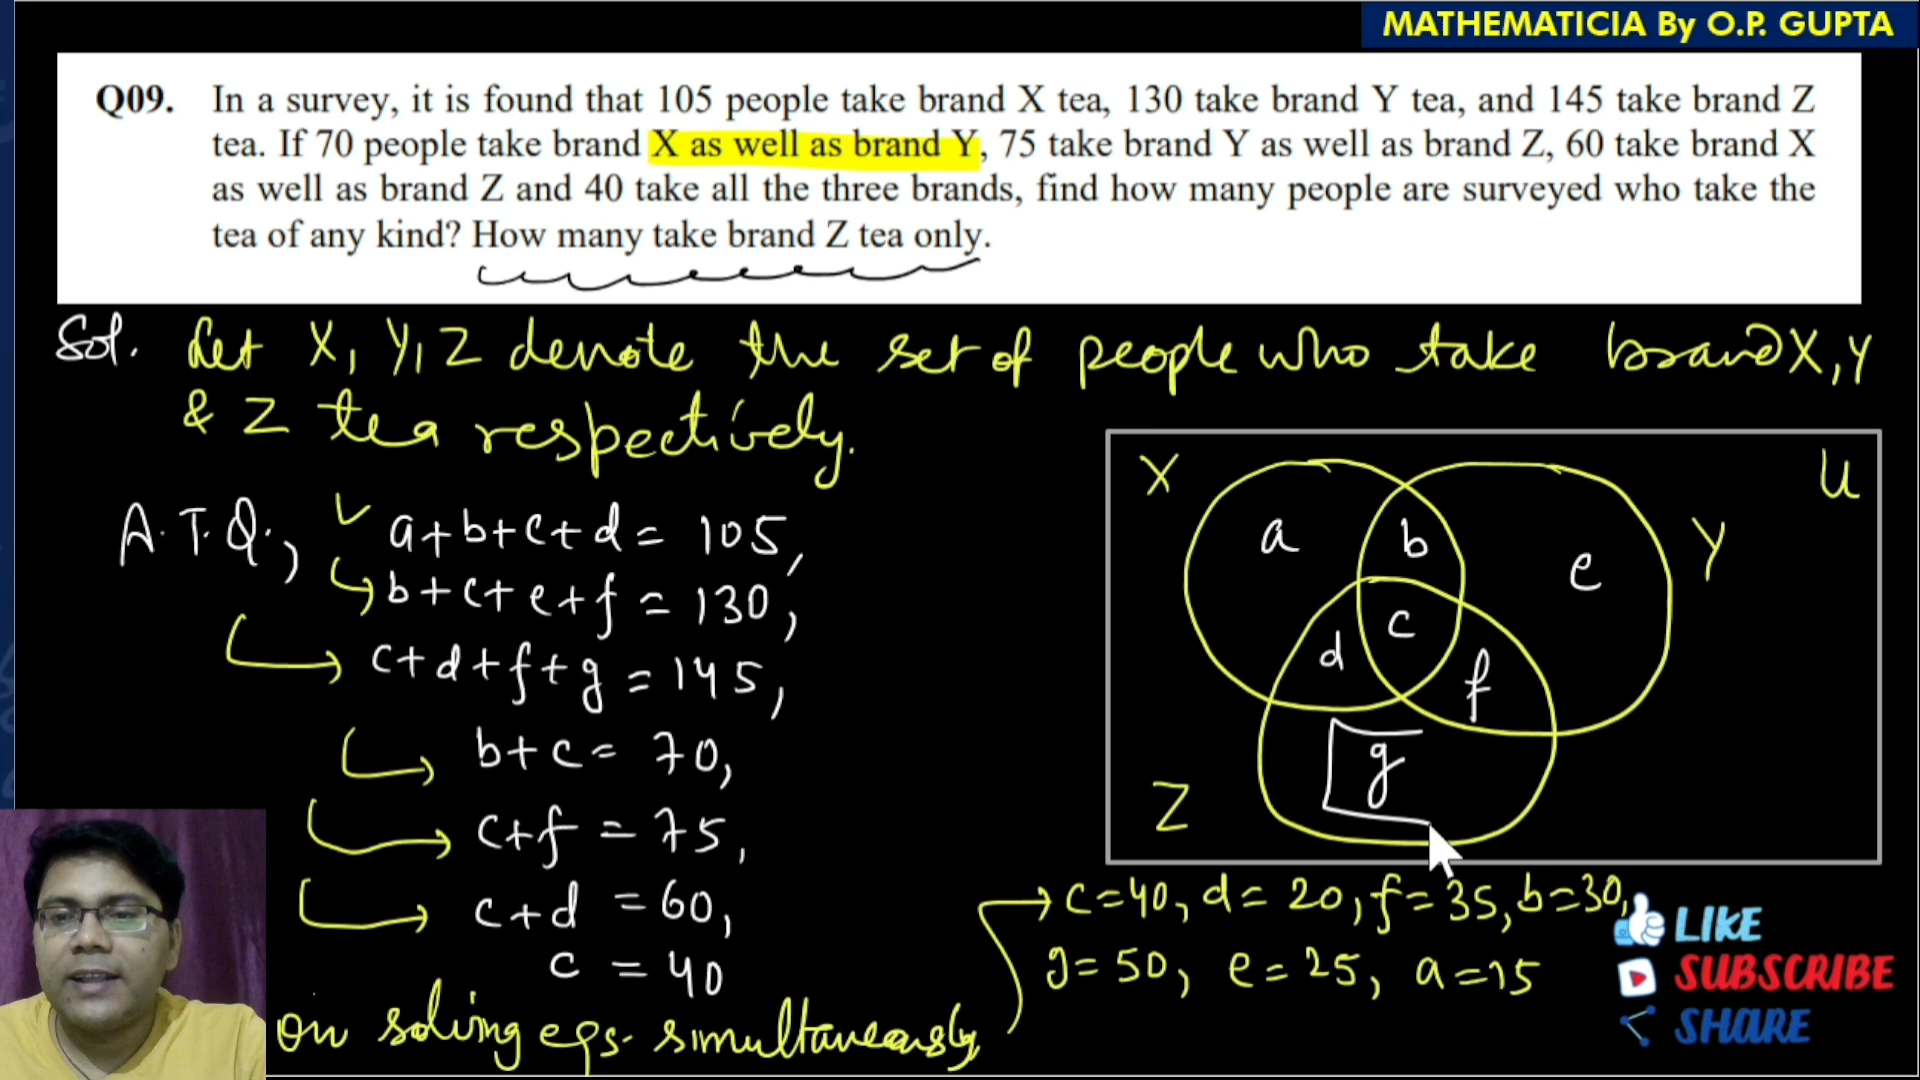 MATHEMATICIA By O.P. GUPTA
Q09. In a survey, it is found that 105 people take brand X tea, 130 take brand Y tea, and 145 take brand Z
tea. If 70 people take brand X as well as brand Y, 75 take brand Y as well as brand Z, 60 take brand X
as well as brand Z and 40 take all the three brands, find how many people are surveyed who take the
tea of any kind? How many take brand Z tea only.
Sol. Let X, Y, Z denote the set of people who take brand X, Y
& Z tea respectively.
A.T.Q., a+b+c+d = 105,
b+c+e+f = 130,
c+d+f+g = 145,
b+c = 70,
c+f = 75,
c+d = 60,
c = 40
on solving eqs. simultaneously
X
U
Y
a
b
e
c
d
f
g
Z
c=40, d=20, f=35, b=30,
g=50, e=25, a=15
LIKE
SUBSCRIBE
SHARE